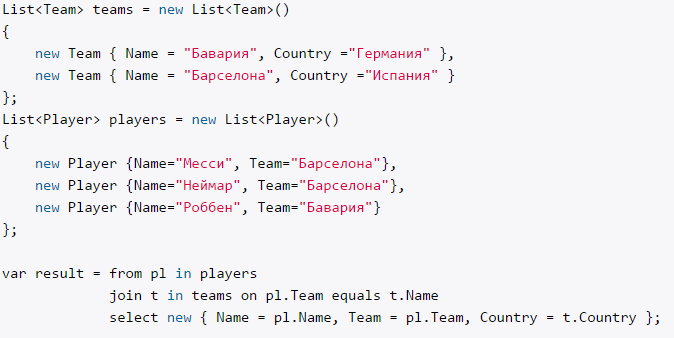 List<Team> teams = new List<Team>()
{
    new Team { Name = "Бавария", Country ="Германия" },
    new Team { Name = "Барселона", Country ="Испания" }
};
List<Player> players = new List<Player>()
{
    new Player {Name="Месси", Team="Барселона"},
    new Player {Name="Неймар", Team="Барселона"},
    new Player {Name="Роббен", Team="Бавария"}
};

var result = from pl in players
             join t in teams on pl.Team equals t.Name
             select new { Name = pl.Name, Team = pl.Team, Country = t.Country };